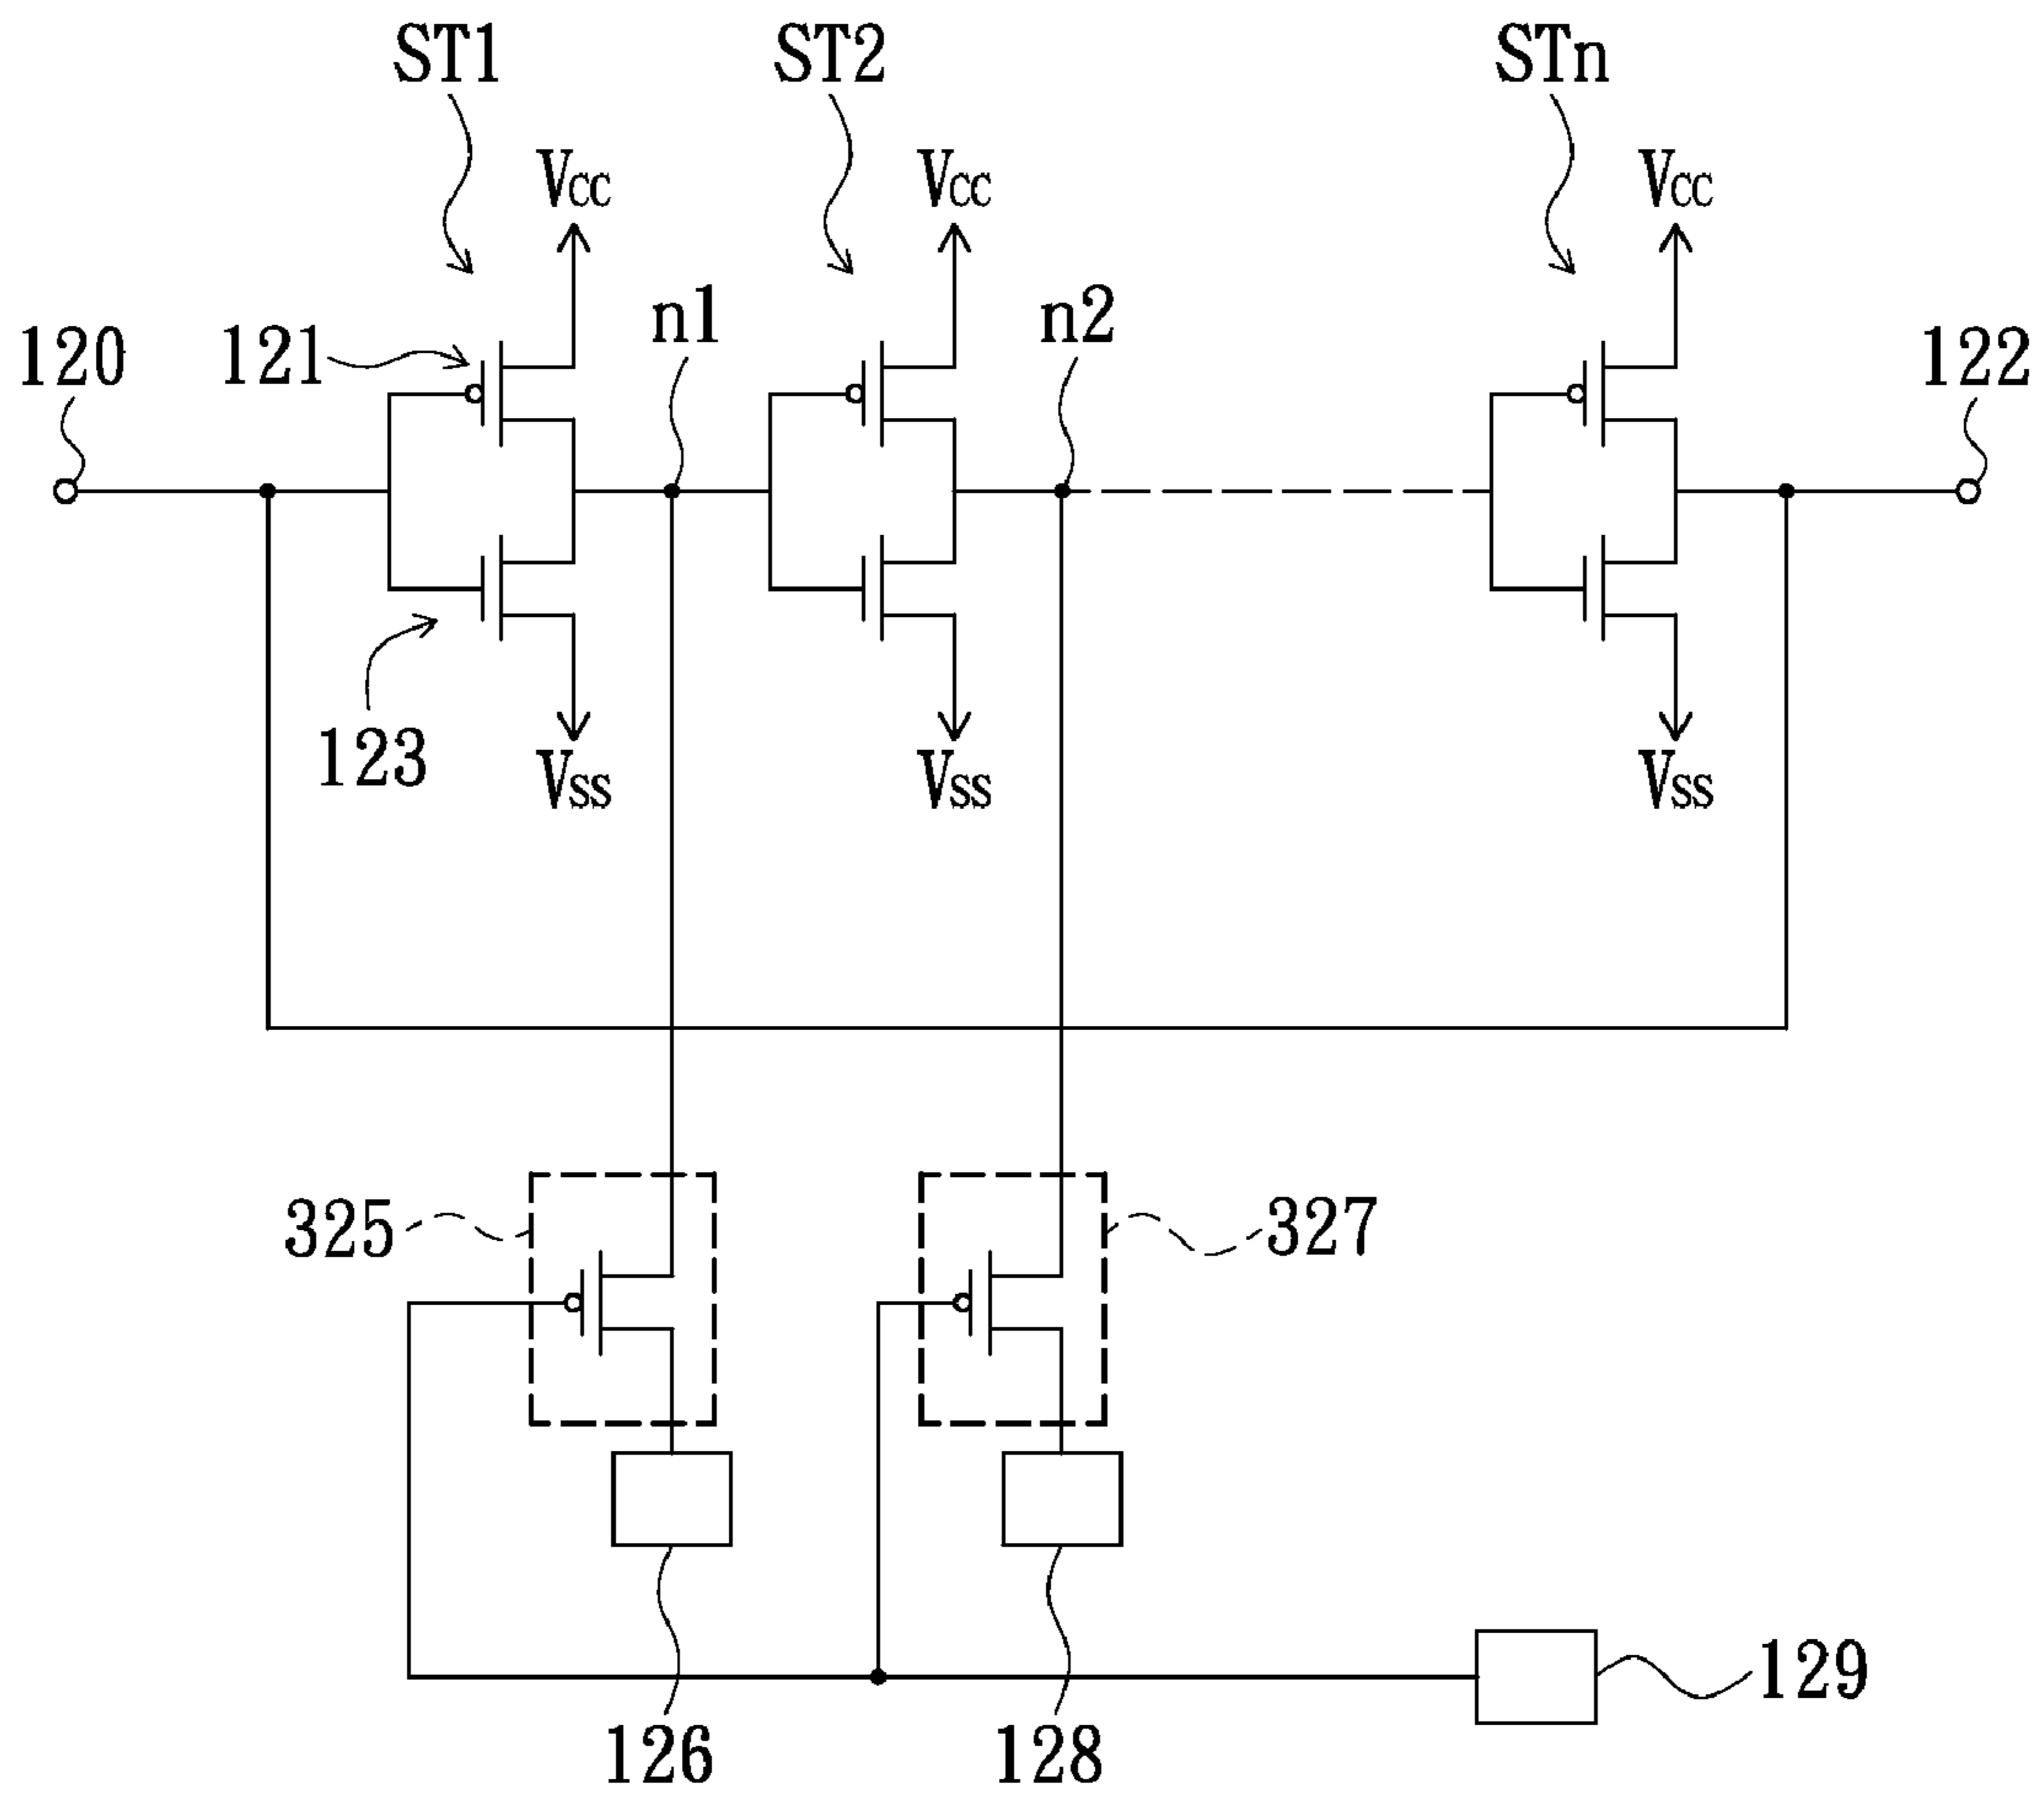 ST1 ST2 STn
VCC VCC VCC
n1 n2
120 121 122
123
VSS VSS VSS
325 327
129
126 128